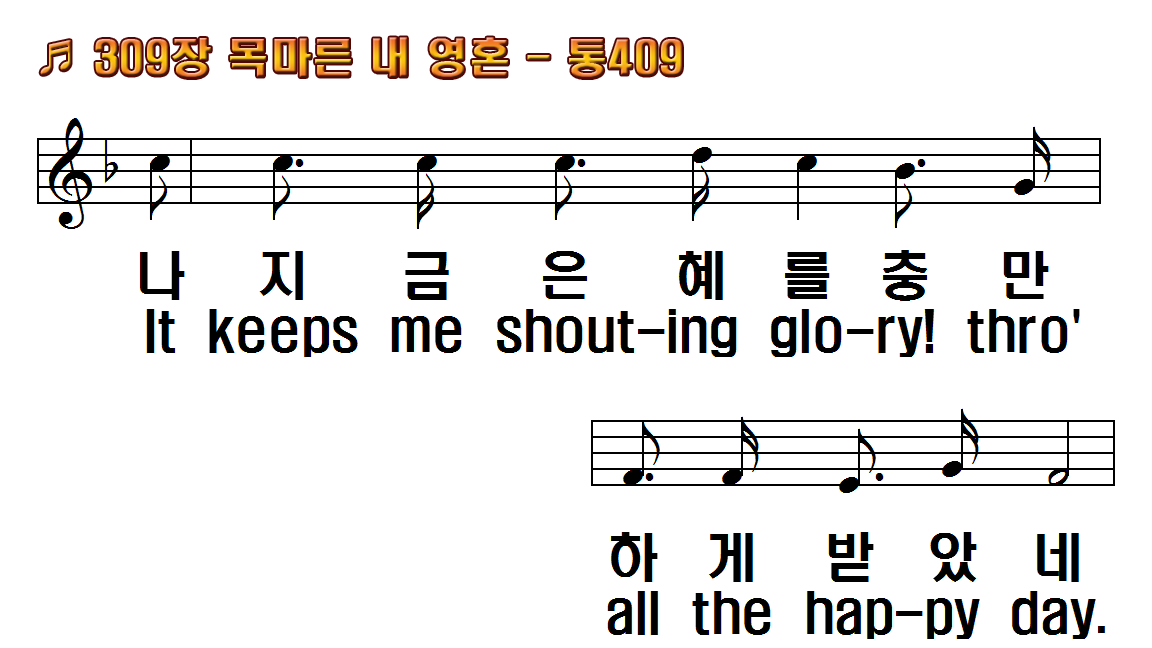 ♬ 309장 목마른 내 영혼 - 통409
나 지 금 은 혜 를 충 만
It keeps me shout-ing glo-ry! thro'
하 게 받 았 네
all the hap-py day.